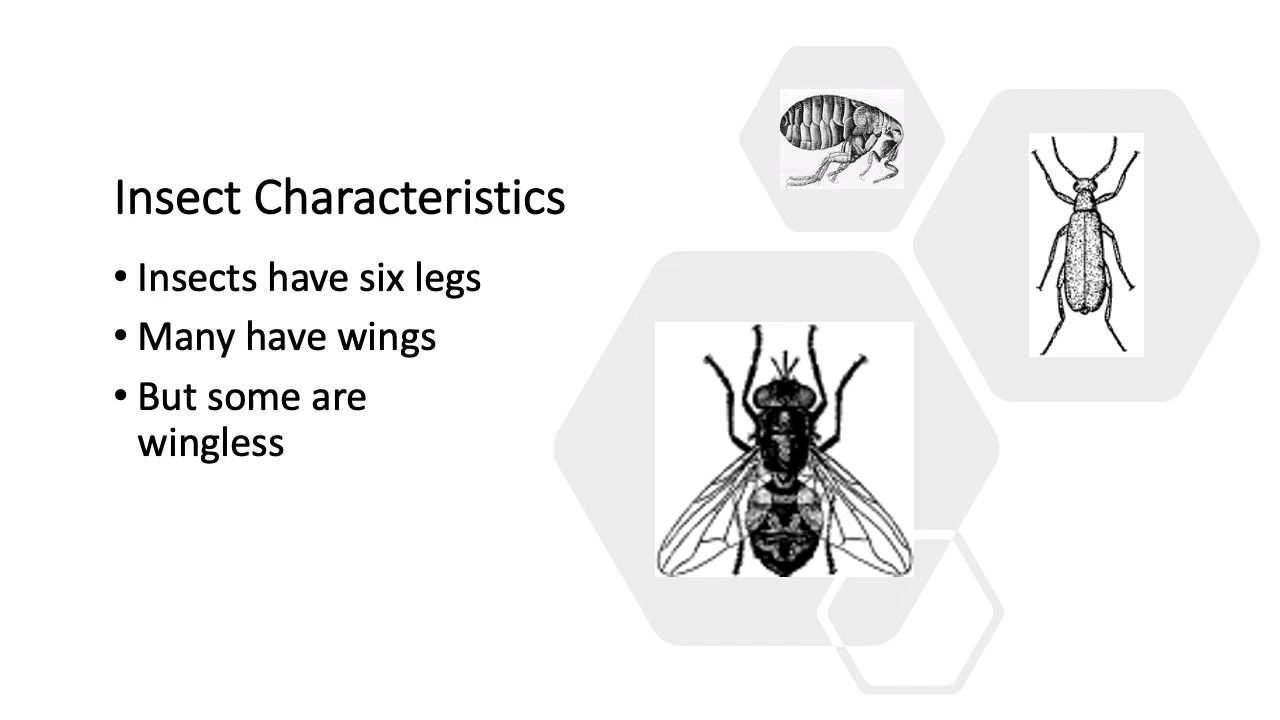 Insect Characteristics
• Insects have six legs
• Many have wings
• But some are
wingless